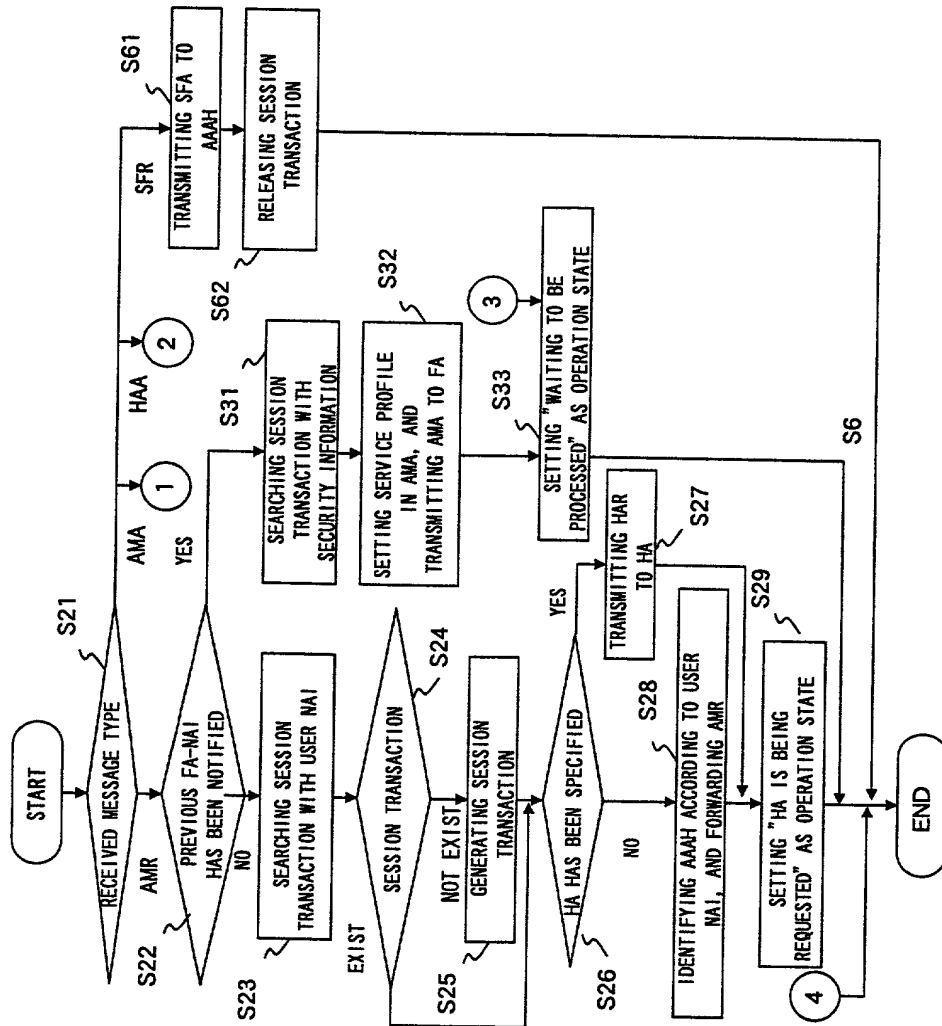 START
S21
RECEIVED MESSAGE TYPE
AMR
AMA
HAA
SFR
1
2
S22
PREVIOUS FA-NAI
HAS BEEN NOTIFIED
YES
NO
S23
SEARCHING SESSION
TRANSACTION WITH USER NAI
S24
SESSION TRANSACTION
EXIST
NOT EXIST
S25
GENERATING SESSION
TRANSACTION
S26
HA HAS BEEN SPECIFIED
YES
NO
S27
TRANSMITTING HAR
TO HA
S28
IDENTIFYING AAAH ACCORDING TO USER
NAI, AND FORWARDING AMR
S29
SETTING "HA IS BEING
REQUESTED" AS OPERATION STATE
4
END
S31
SEARCHING SESSION
TRANSACTION WITH
SECURITY INFORMATION
S32
SETTING SERVICE PROFILE
IN AMA, AND
TRANSMITTING AMA TO FA
3
S33
SETTING "WAITING TO BE
PROCESSED" AS OPERATION STATE
S61
TRANSMITTING SFA TO
AAAH
S62
RELEASING SESSION
TRANSACTION
S6